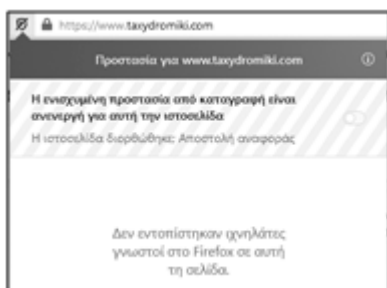 https://www.taxydromiki.com
Προστασία για www.taxydromiki.com
Η ενισχυμένη προστασία από καταγραφή είναι
ανενεργή για αυτή την ιστοσελίδα
Η ιστοσελίδα διορθώθηκε; Αποστολή αναφοράς
Δεν εντοπίστηκαν ιχνηλάτες
γνωστοί στο Firefox σε αυτή
τη σελίδα.